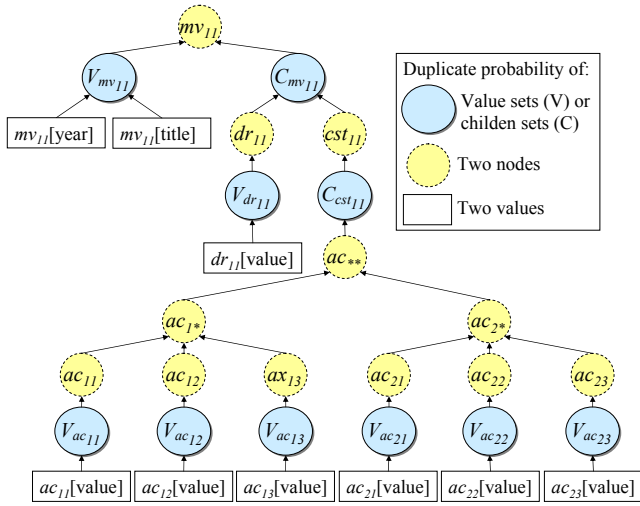 mv11
Vmv11
Cmv11
Duplicate probability of:
Value sets (V) or
childen sets (C)
mv11[year]
mv11[title]
dr11
cst11
Two nodes
Vdr11
Ccst11
Two values
dr11[value]
ac**
ac1*
ac2*
ac11
ac12
ax13
ac21
ac22
ac23
Vac11
Vac12
Vac13
Vac21
Vac22
Vac23
ac11[value]
ac12[value]
ac13[value]
ac21[value]
ac22[value]
ac23[value]